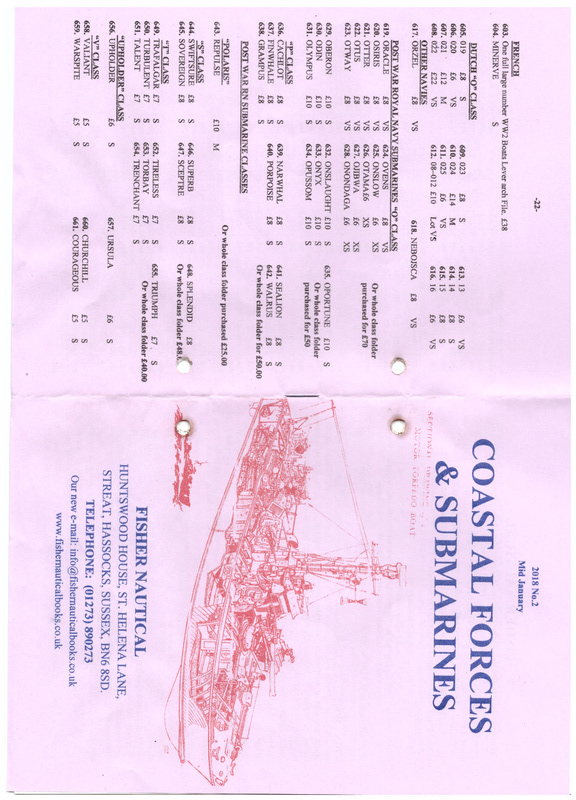 -22-
FRENCH
603. One full large number WW2 Boats Lever arch File. £38
604. MINERVE S
DUTCH "O" CLASS
605. 019 £8 S 609. 023 £8 S 613. 13 £6 VS
606. 020 £6 VS 610. 024 £14 M 614. 14 £8 S
607. 021 £12 M 611. 025 £6 VS 615. 15 £8 S
608. 022 £22 VS 612. 08-012 £10 Lot VS 616. 16 £6 VS
OTHER NAVIES
617. ORZEL £8 VS 618. NEBOJSCA £8 VS
POST WAR ROYAL NAVY SUBMARINES "O" CLASS
619. ORACLE £8 VS 624. OVENS £8 VS
620. OSIRIS £8 VS 625. ONSLOW £6 XS Or whole class folder
621. OTTER £8 VS 626. OTAMA£6 XS purchased for £70
622. OTUS £8 VS 627. OJIBWA £6 XS
623. OTWAY £8 VS 628. ONONDAGA £6 XS
629. OBERON £10 S 632. ONSLAUGHT £10 S 635. OPORTUNE £10 S
630. ODIN £10 S 633. ONYX £10 S Or whole class folder
631. OLYMPUS £10 S 634. OPUSSOM £10 S purchased for £50
"P" CLASS
636. CACHLOT £8 S 639. NARWHAL £8 S 641. SEALION £8 S
637. FINWHALE £8 S 640. PORPOISE £8 S 642. WALRUS £8 S
638. GRAMPUS £8 S Or whole class folder for £50.00
POST WAR RN SUBMARINE CLASSES
"POLARIS" Or whole class folder purchased £25.00
643. REPULSE £10 M
"S" CLASS
644. SWIFTSURE £8 S 646. SUPERB £8 S 648. SPLENDID £8 S
645. SOVEREIGN £8 S 647. SCEPTRE £8 S Or whole class folder £48.
"T" CLASS
649. TRAFALGAR £7 S 652. TIRELESS £7 S 655. TRIUMPH £7 S
650. TURBULENT £7 S 653. TORBAY £7 S Or whole class folder £40.00
651. TALENT £7 S 654. TRENCHANT £7 S
"UPHOLDER" CLASS
656. UPHOLDER £6 S 657. URSULA £6 S
"V" CLASS
658. VALIANT £5 S 660. CHURCHILL £5 S
659. WARSPITE £5 S 661. COURAGEOUS £5 S
2018 No.2
Mid January
COASTAL FORCES
& SUBMARINES
MOTOR TORPEDO BOAT
FISHER NAUTICAL
HUNTSWOOD HOUSE, ST. HELENA LANE,
STREAT, HASSOCKS, SUSSEX, BN6 8SD.
TELEPHONE: (01273) 890273
Our new e-mail: info@fishernauticalbooks.co.uk
www.fishernauticalbooks.co.uk